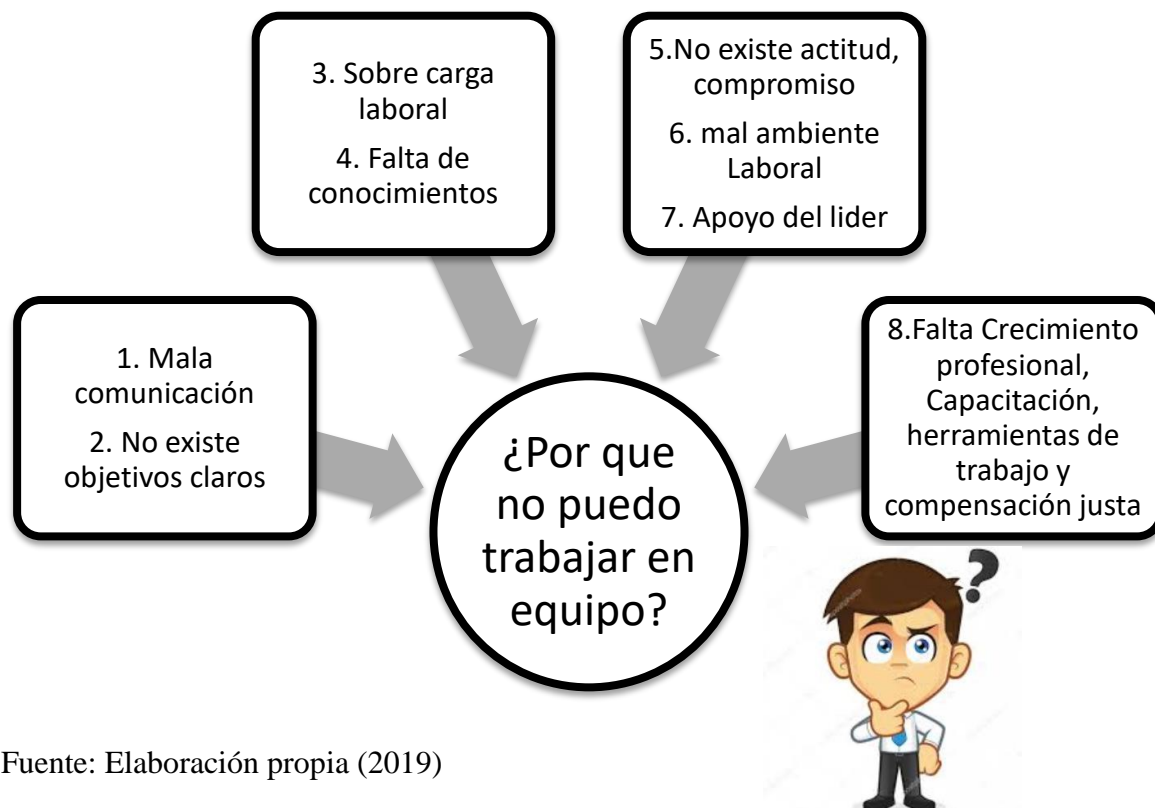 1. Mala
comunicación
2. No existe
objetivos claros
3. Sobre carga
laboral
4. Falta de
conocimientos
5.No existe actitud,
compromiso
6. mal ambiente
Laboral
7. Apoyo del lider
8.Falta Crecimiento
profesional,
Capacitación,
herramientas de
trabajo y
compensación justa
¿Por que
no puedo
trabajar en
equipo?
Fuente: Elaboración propia (2019)